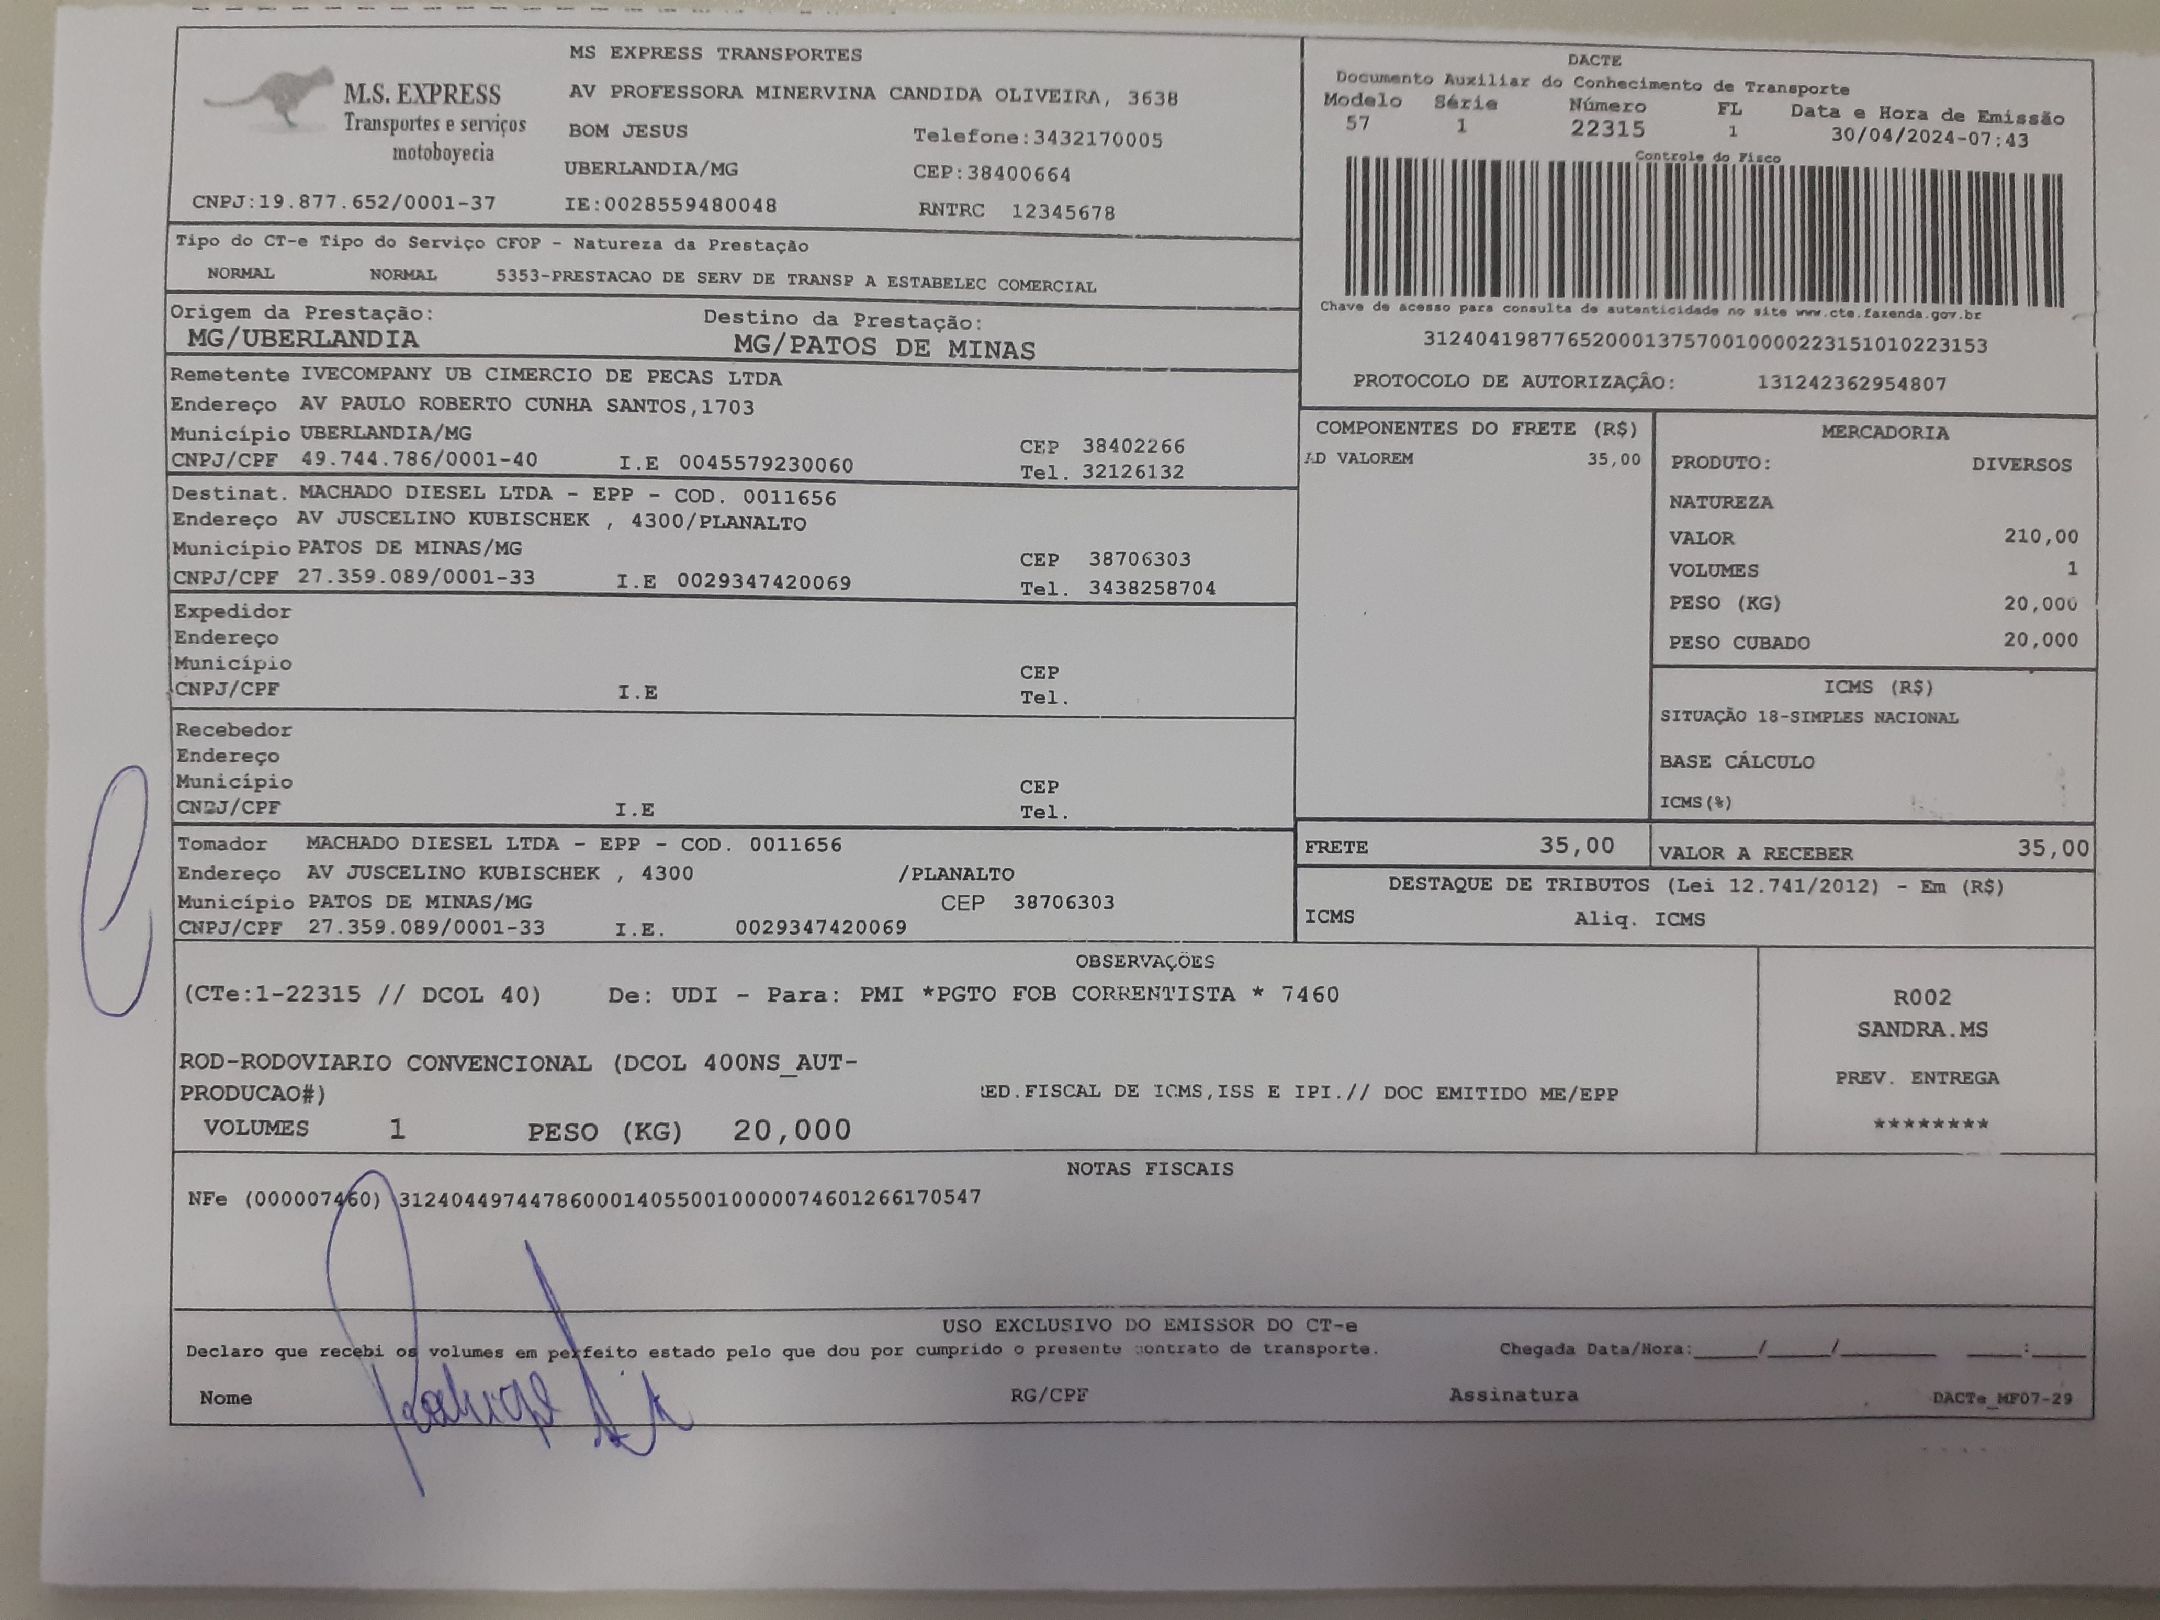 M.S. EXPRESS
Transportes e serviços
motoboyecia
CNPJ:19.877.652/0001-37
MS EXPRESS TRANSPORTES
AV PROFESSORA MINERVINA CANDIDA OLIVEIRA, 3638
BOM JESUS Telefone:3432170005
UBERLANDIA/MG CEP:38400664
IE:0028559480048 RNTRC 12345678
DACTE
Documento Auxiliar do Conhecimento de Transporte
Modelo Série Número FL Data e Hora de Emissão
57 1 22315 1 30/04/2024-07:43
Controle do Fisco
Chave de acesso para consulta de autenticidade no site www.cte.fazenda.gov.br
31240419877652000137570010000223151010223153
PROTOCOLO DE AUTORIZAÇÃO: 131242362954807
Tipo do CT-e Tipo do Serviço CFOP - Natureza da Prestação
NORMAL NORMAL 5353-PRESTACAO DE SERV DE TRANSP A ESTABELEC COMERCIAL
Origem da Prestação: Destino da Prestação:
MG/UBERLANDIA MG/PATOS DE MINAS
Remetente IVECOMPANY UB CIMERCIO DE PECAS LTDA
Endereço AV PAULO ROBERTO CUNHA SANTOS,1703
Município UBERLANDIA/MG CEP 38402266
CNPJ/CPF 49.744.786/0001-40 I.E 0045579230060 Tel. 32126132
Destinat. MACHADO DIESEL LTDA - EPP - COD. 0011656
Endereço AV JUSCELINO KUBISCHEK , 4300/PLANALTO
Município PATOS DE MINAS/MG CEP 38706303
CNPJ/CPF 27.359.089/0001-33 I.E 0029347420069 Tel. 3438258704
Expedidor
Endereço
Município CEP
CNPJ/CPF I.E Tel.
Recebedor
Endereço
Município CEP
CNPJ/CPF I.E Tel.
Tomador MACHADO DIESEL LTDA - EPP - COD. 0011656
Endereço AV JUSCELINO KUBISCHEK , 4300 /PLANALTO
Município PATOS DE MINAS/MG CEP 38706303
CNPJ/CPF 27.359.089/0001-33 I.E. 0029347420069
COMPONENTES DO FRETE (R$)
AD VALOREM 35,00
MERCADORIA
PRODUTO: DIVERSOS
NATUREZA
VALOR 210,00
VOLUMES 1
PESO (KG) 20,000
PESO CUBADO 20,000
ICMS (R$)
SITUAÇÃO 18-SIMPLES NACIONAL
BASE CÁLCULO
ICMS(%)
FRETE 35,00 VALOR A RECEBER 35,00
DESTAQUE DE TRIBUTOS (Lei 12.741/2012) - Em (R$)
ICMS Aliq. ICMS
OBSERVAÇÕES
(CTe:1-22315 // DCOL 40) De: UDI - Para: PMI *PGTO FOB CORRENTISTA * 7460
ROD-RODOVIARIO CONVENCIONAL (DCOL 400NS_AUT-
PRODUCAO#) ED.FISCAL DE ICMS,ISS E IPI.// DOC EMITIDO ME/EPP
VOLUMES 1 PESO (KG) 20,000
R002
SANDRA.MS
PREV. ENTREGA
********
NOTAS FISCAIS
NFe (000007460) 31240449744786000140550010000074601266170547
USO EXCLUSIVO DO EMISSOR DO CT-e
Declaro que recebi os volumes em perfeito estado pelo que dou por cumprido o presente contrato de transporte. Chegada Data/Hora:____/____/______ ____:____
Nome RG/CPF Assinatura DACTe_MF07-29